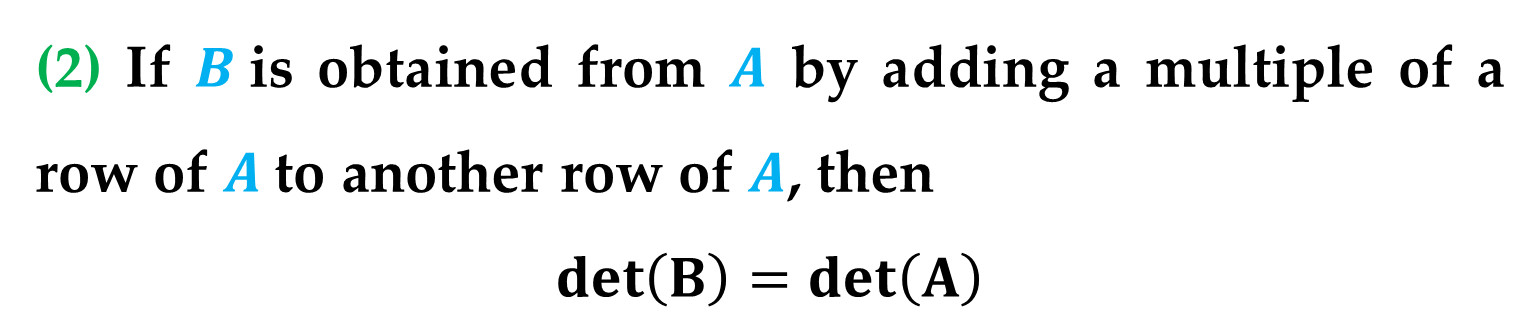 (2) If B is obtained from A by adding a multiple of a
row of A to another row of A, then
det(B) = det(A)